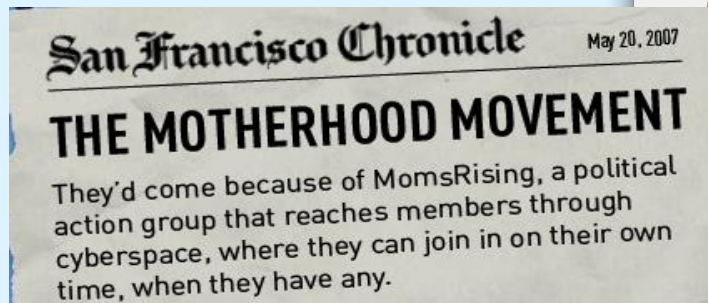 San Francisco Chronicle
May 20, 2007
THE MOTHERHOOD MOVEMENT
They'd come because of MomsRising, a political
action group that reaches members through
cyberspace, where they can join in on their own
time, when they have any.